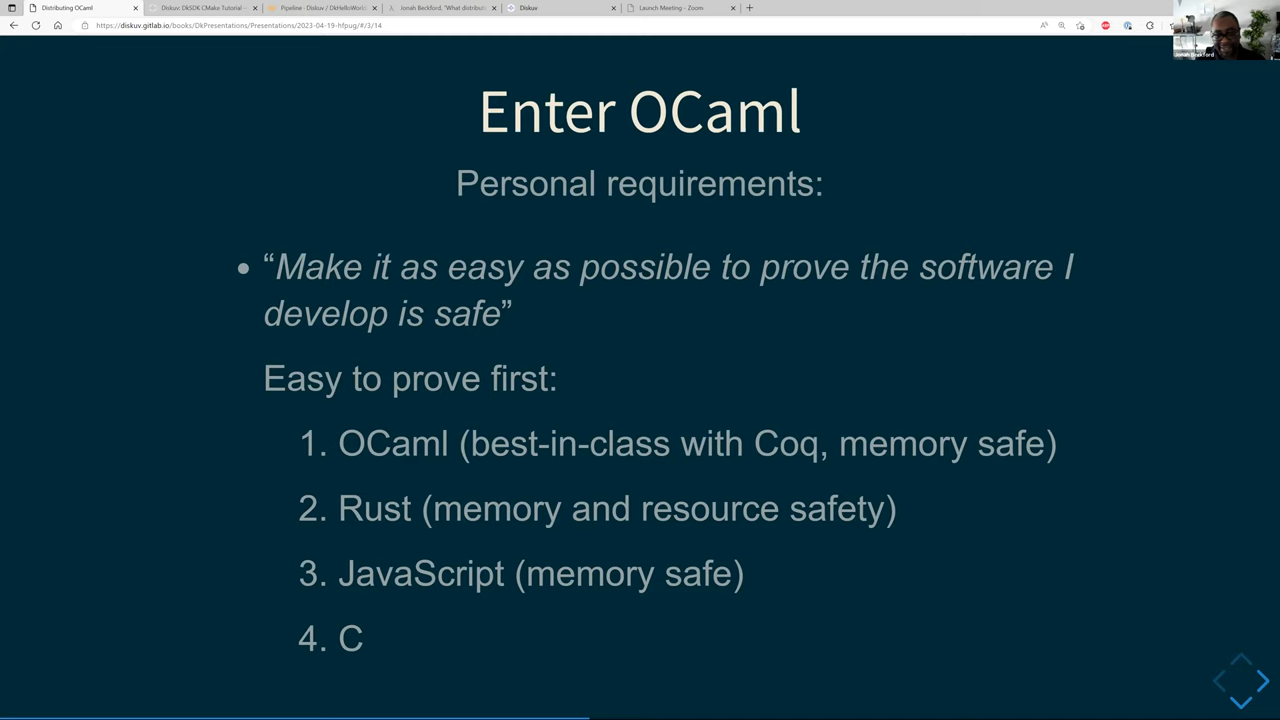 Distributing OCaml
Diskuv: DkSDK CMake Tutorial -
Pipeline · Diskuv / DkHelloWorld
Jonah Beckford, "What distribut
Diskuv
Launch Meeting - Zoom
https://diskuv.gitlab.io/books/DkPresentations/Presentations/2023-04-19-hfpug/#/3/14
Jonah Beckford
Enter OCaml
Personal requirements:
• “Make it as easy as possible to prove the software I
develop is safe”
Easy to prove first:
1. OCaml (best-in-class with Coq, memory safe)
2. Rust (memory and resource safety)
3. JavaScript (memory safe)
4. C